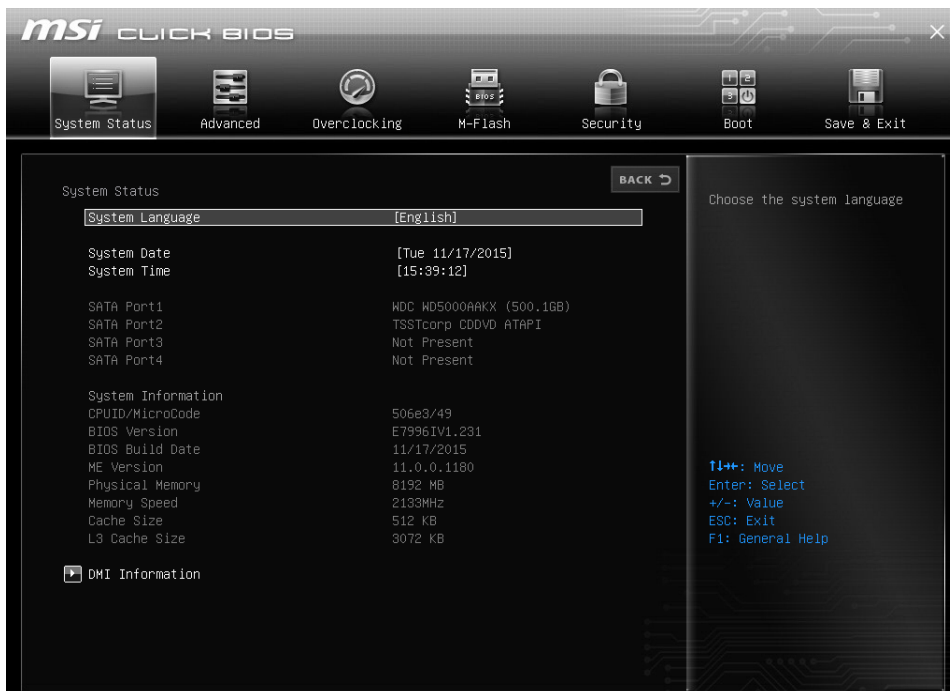 msi CLICK BIOS
System Status Advanced Overclocking M-Flash Security Boot Save & Exit
BACK
System Status
System Language [English]
System Date [Tue 11/17/2015]
System Time [15:39:12]
SATA Port1 WDC WD5000AAKX (500.1GB)
SATA Port2 TSSTcorp CDDVD ATAPI
SATA Port3 Not Present
SATA Port4 Not Present
System Information
CPUID/MicroCode 506e3/49
BIOS Version E7996IV1.231
BIOS Build Date 11/17/2015
ME Version 11.0.0.1180
Physical Memory 8192 MB
Memory Speed 2133MHz
Cache Size 512 KB
L3 Cache Size 3072 KB
DMI Information
Choose the system language
↑↓→←: Move
Enter: Select
+/-: Value
ESC: Exit
F1: General Help